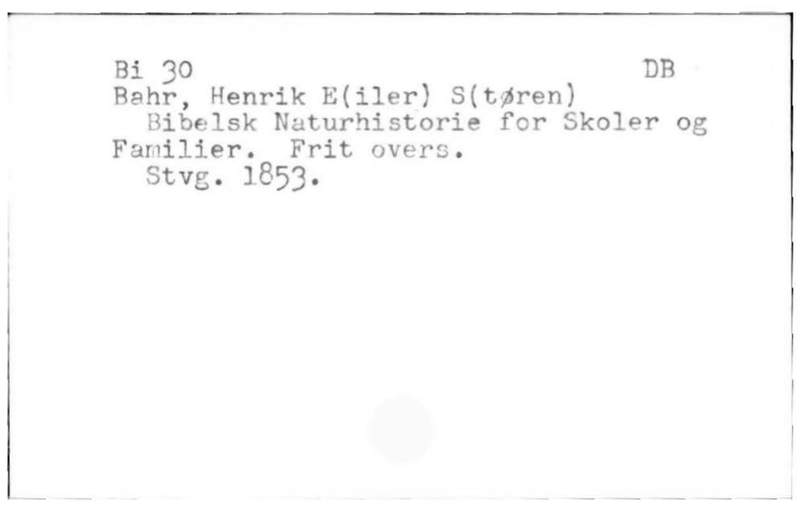 Bi 30 DB
Bahr, Henrik E(iler) S(tøren)
Bibelsk Naturhistorie for Skoler og
Familier. Frit overs.
Stvg. 1853.